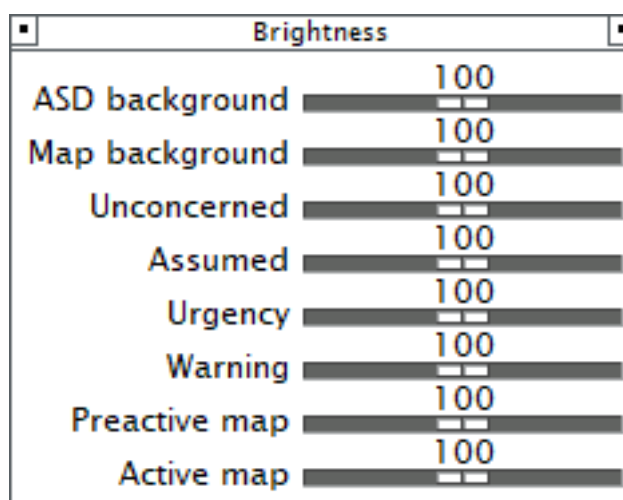 Brightness
100
ASD background
100
Map background
100
Unconcerned
100
Assumed
100
Urgency
100
Warning
100
Preactive map
100
Active map